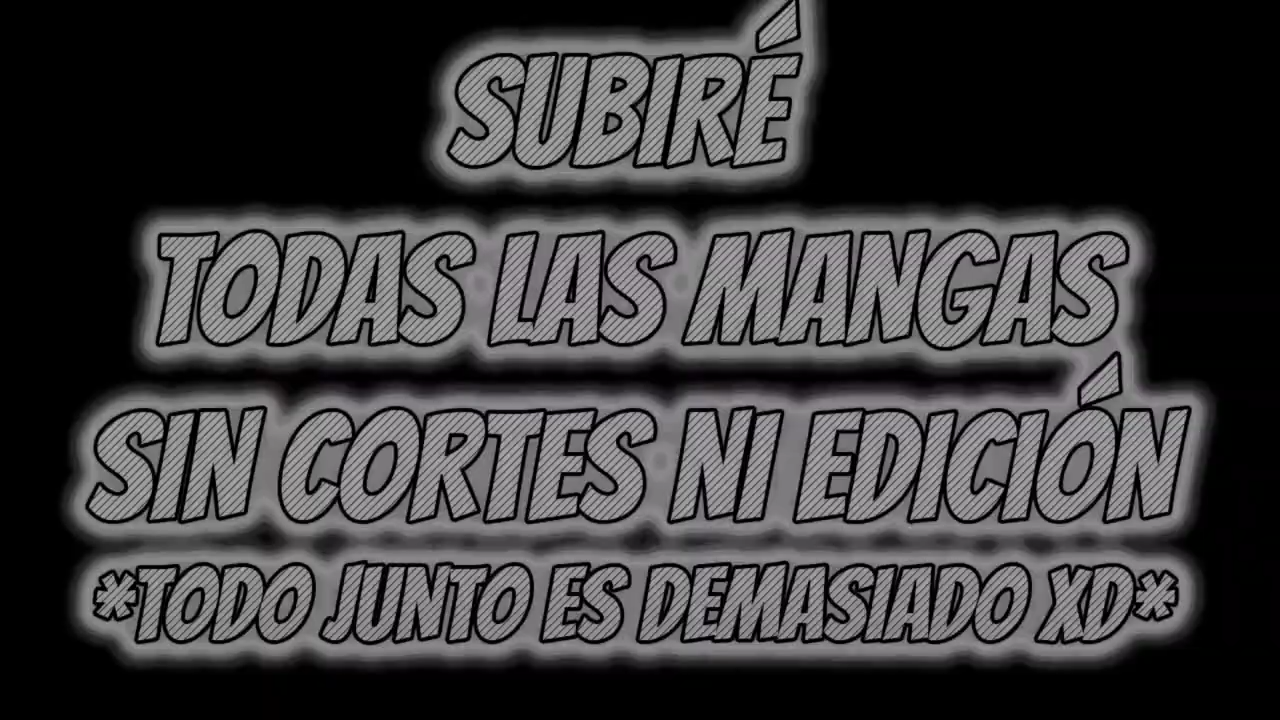 SUBIRÉ
TODAS LAS MANGAS
SIN CORTES NI EDICIÓN
*TODO JUNTO ES DEMASIADO XD*